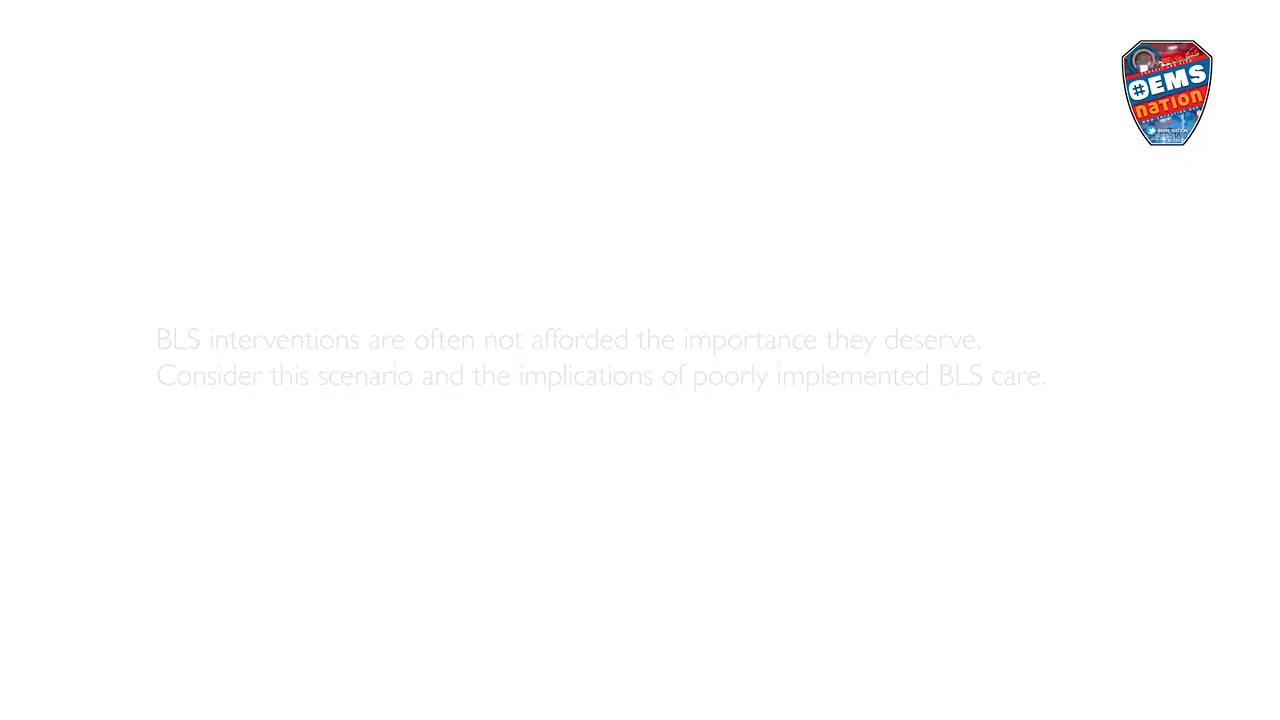 #EMS
nation
BLS interventions are often not afforded the importance they deserve.
Consider this scenario and the implications of poorly implemented BLS care.